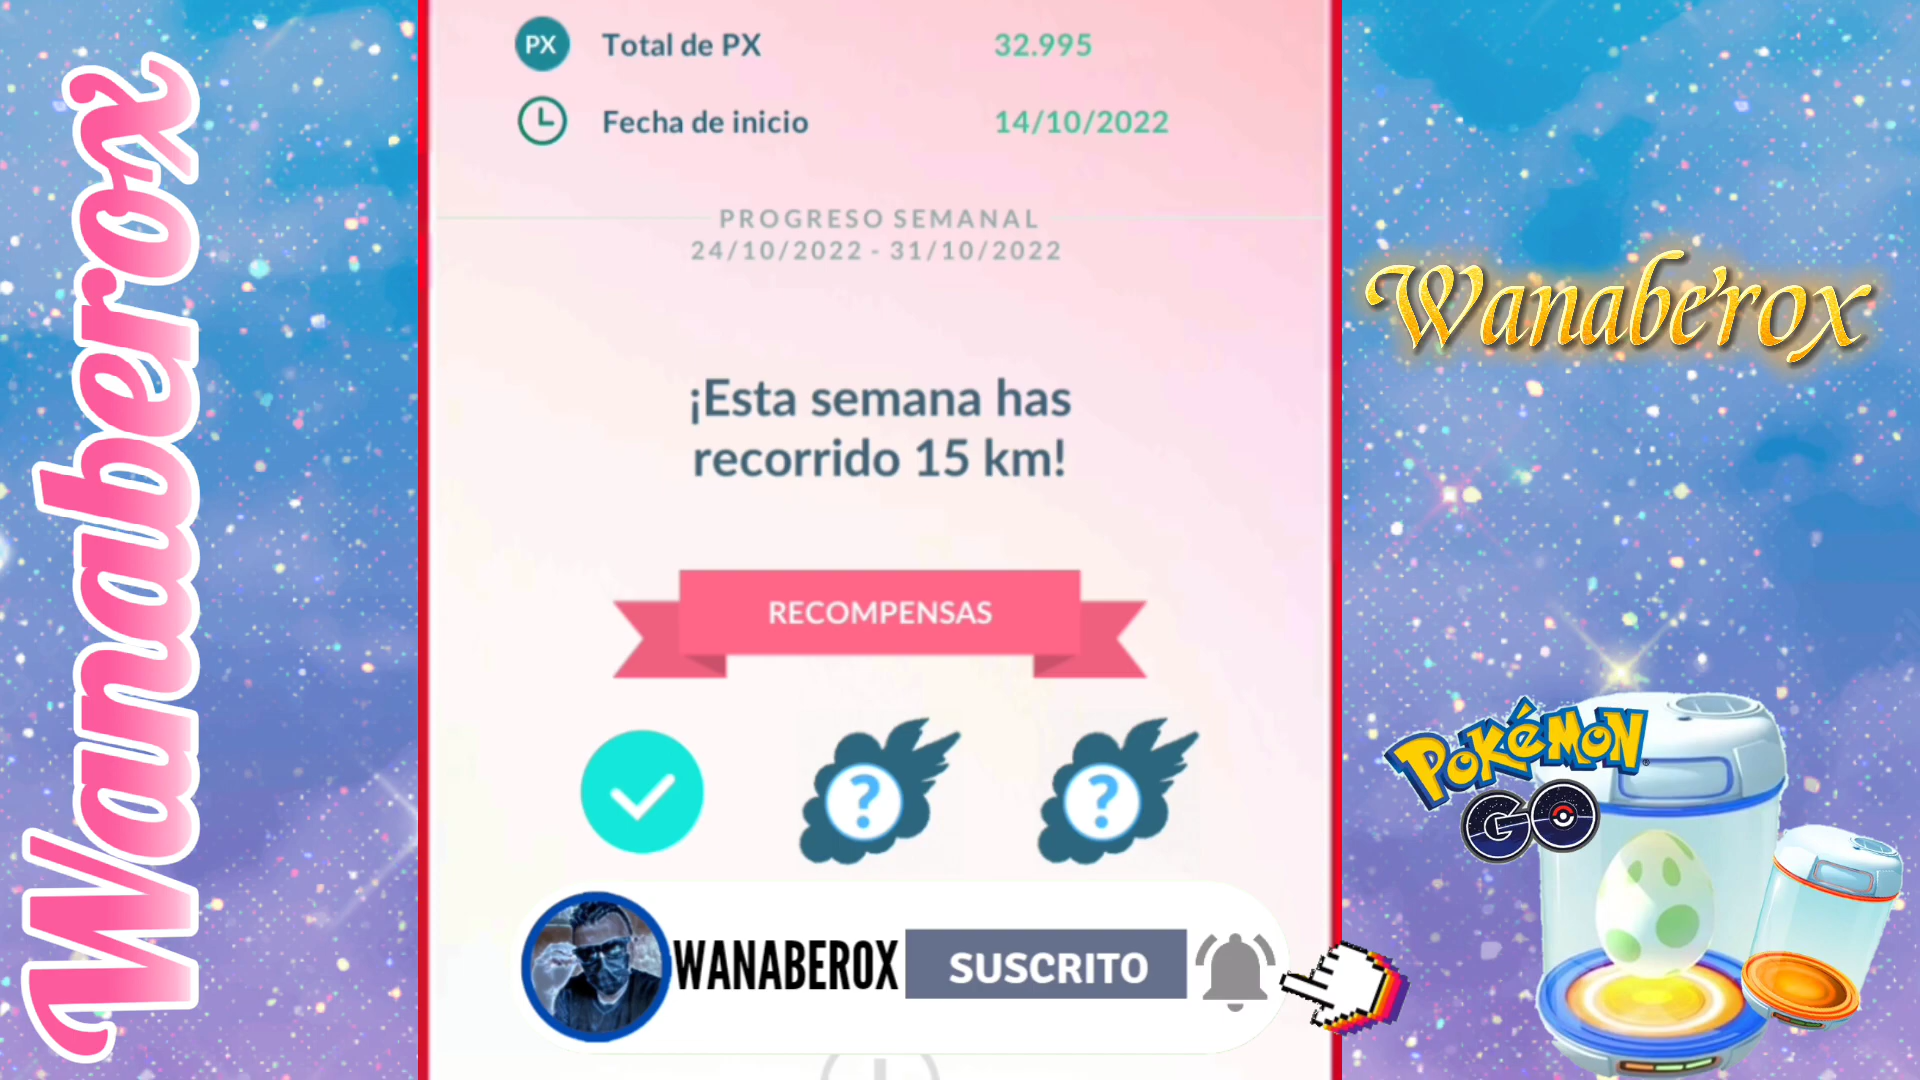 Wanaberox
PX Total de PX 32.995
Fecha de inicio 14/10/2022
PROGRESO SEMANAL
24/10/2022 - 31/10/2022
¡Esta semana has
recorrido 15 km!
RECOMPENSAS
? ?
WANABEROX SUSCRITO
Wanaberox
POKéMON
GO